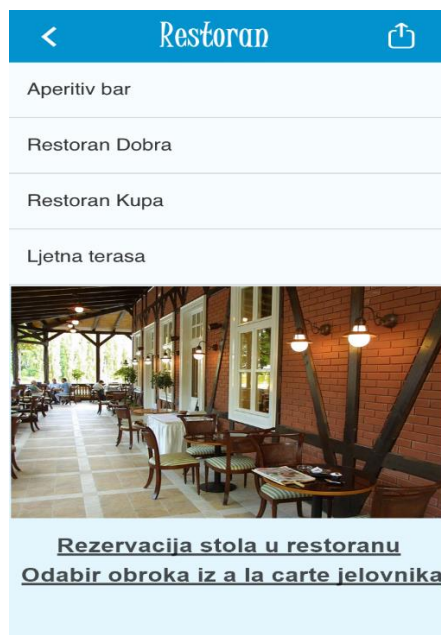 Restoran
Aperitiv bar
Restoran Dobra
Restoran Kupa
Ljetna terasa
Rezervacija stola u restoranu
Odabir obroka iz a la carte jelovnika